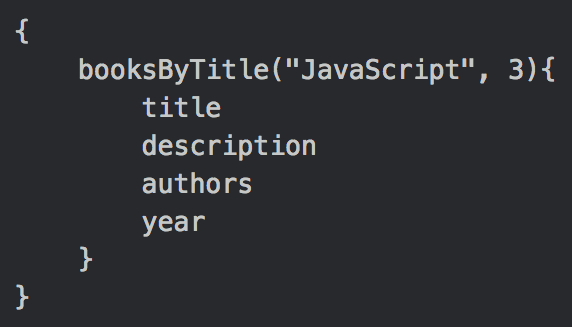 {
    booksByTitle("JavaScript", 3){
        title
        description
        authors
        year
    }
}